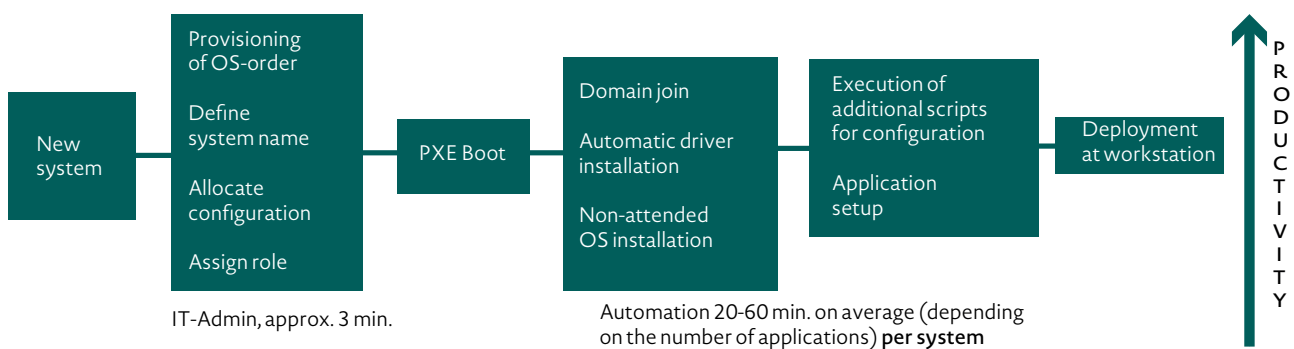 New
system
Provisioning
of OS-order
Define
system name
Allocate
configuration
Assign role
IT-Admin, approx. 3 min.
PXE Boot
Domain join
Automatic driver
installation
Non-attended
OS installation
Automation 20-60 min. on average (depending
on the number of applications) per system
Execution of
additional scripts
for configuration
Application
setup
Deployment
at workstation
PRODUCTIVITY